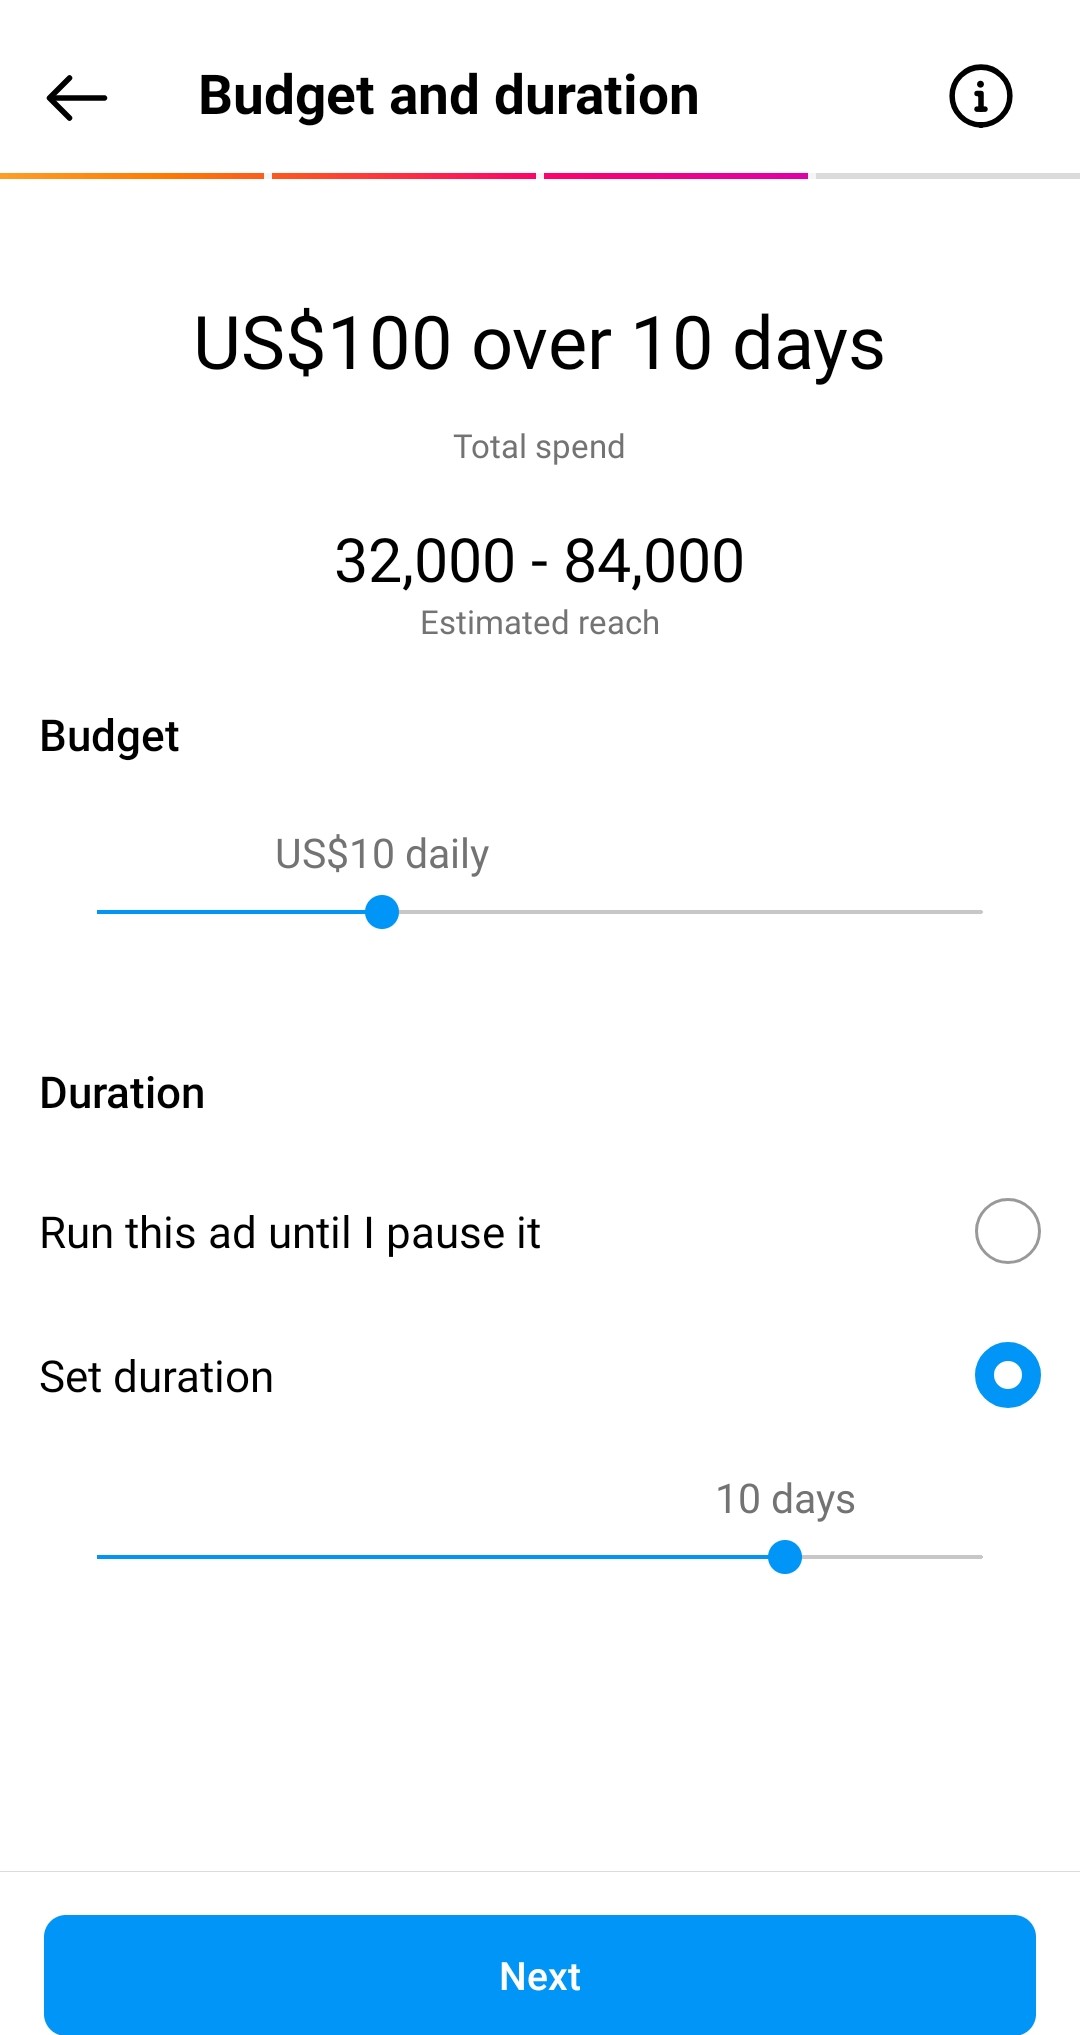 Budget and duration
US$100 over 10 days
Total spend
32,000 - 84,000
Estimated reach
Budget
US$10 daily
Duration
Run this ad until I pause it
Set duration
10 days
Next